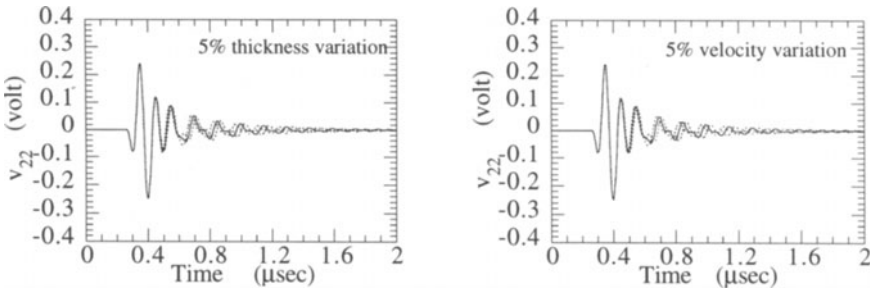 0.4
0.3
0.2
0.1
0
-0.1
-0.2
-0.3
-0.4
v22 (volt)
5% thickness variation
0 0.4 0.8 1.2 1.6 2
Time (μsec)
0.4
0.3
0.2
0.1
0
-0.1
-0.2
-0.3
-0.4
v22 (volt)
5% velocity variation
0 0.4 0.8 1.2 1.6 2
Time (μsec)